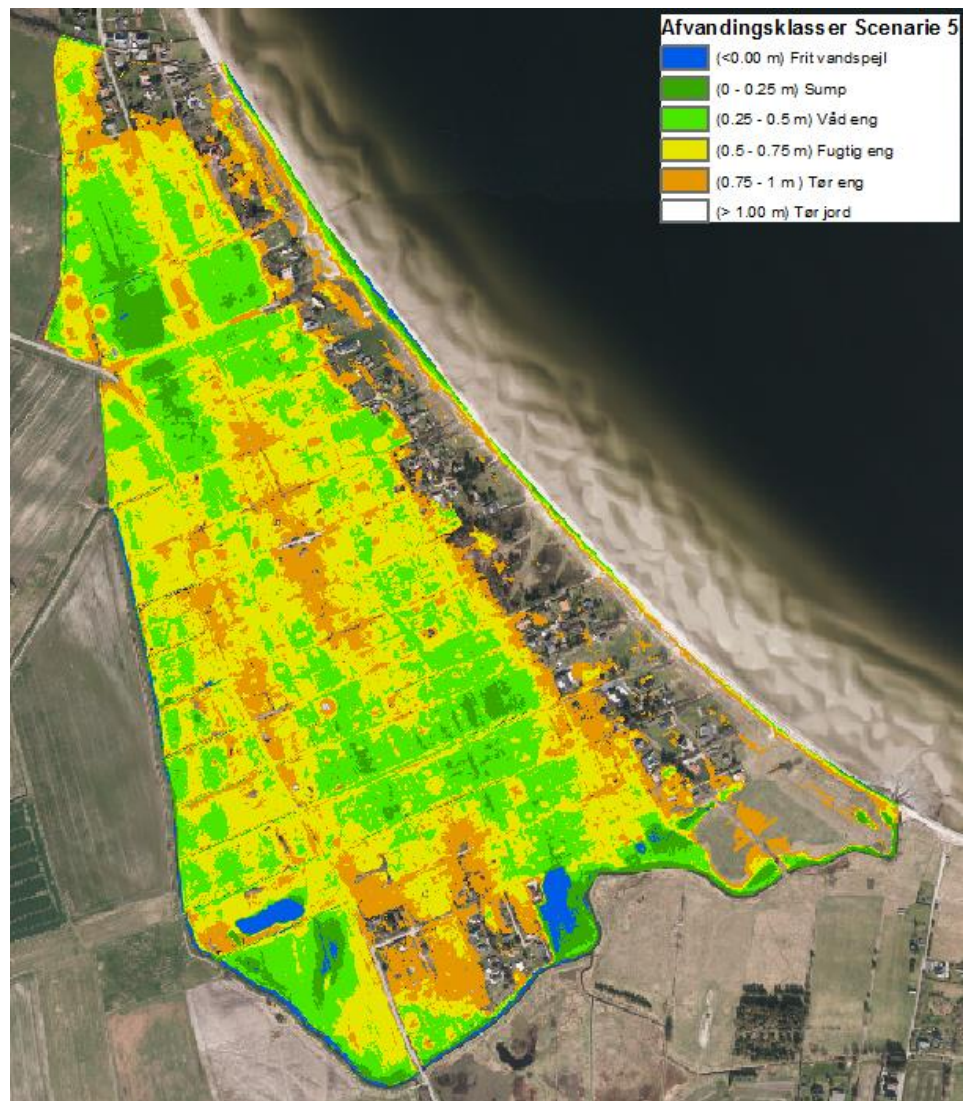 Afvandingsklasser Scenarie 5
(<0.00 m) Frit vandspejl
(0 - 0.25 m) Sump
(0.25 - 0.5 m) Våd eng
(0.5 - 0.75 m) Fugtig eng
(0.75 - 1 m ) Tør eng
(> 1.00 m) Tør jord